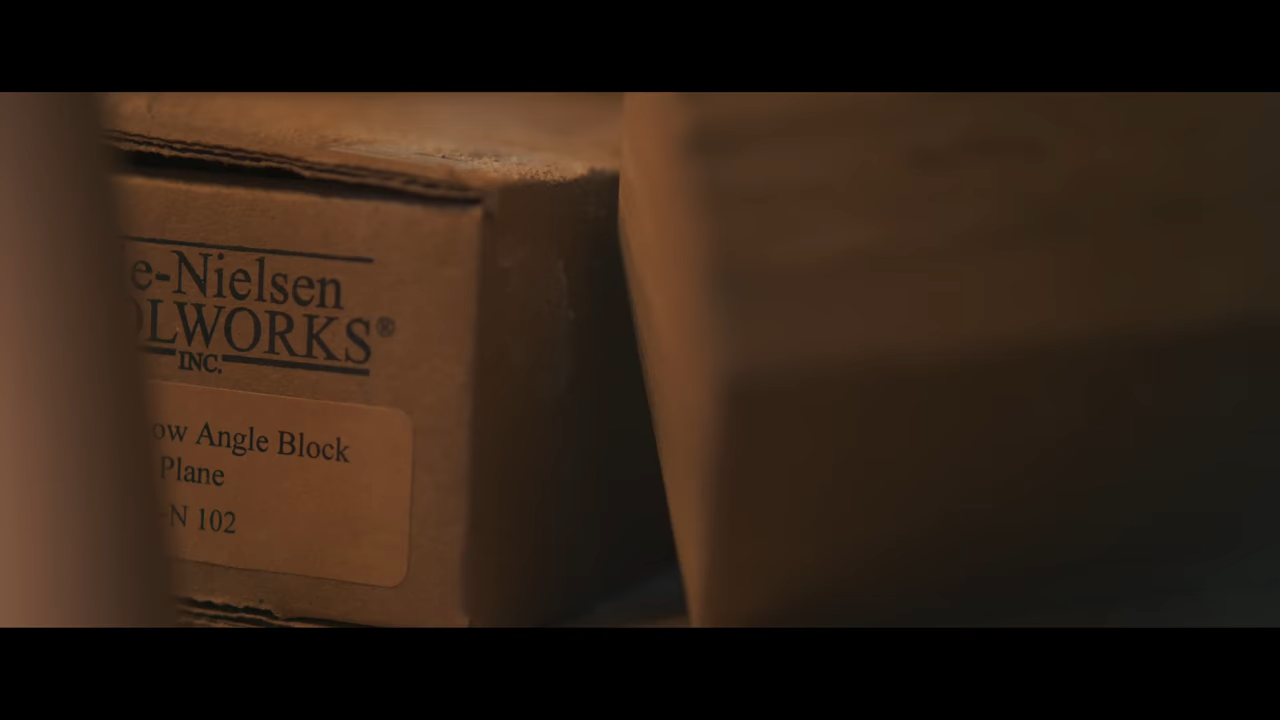 e-Nielsen
OLWORKS®
INC.
ow Angle Block
Plane
-N 102